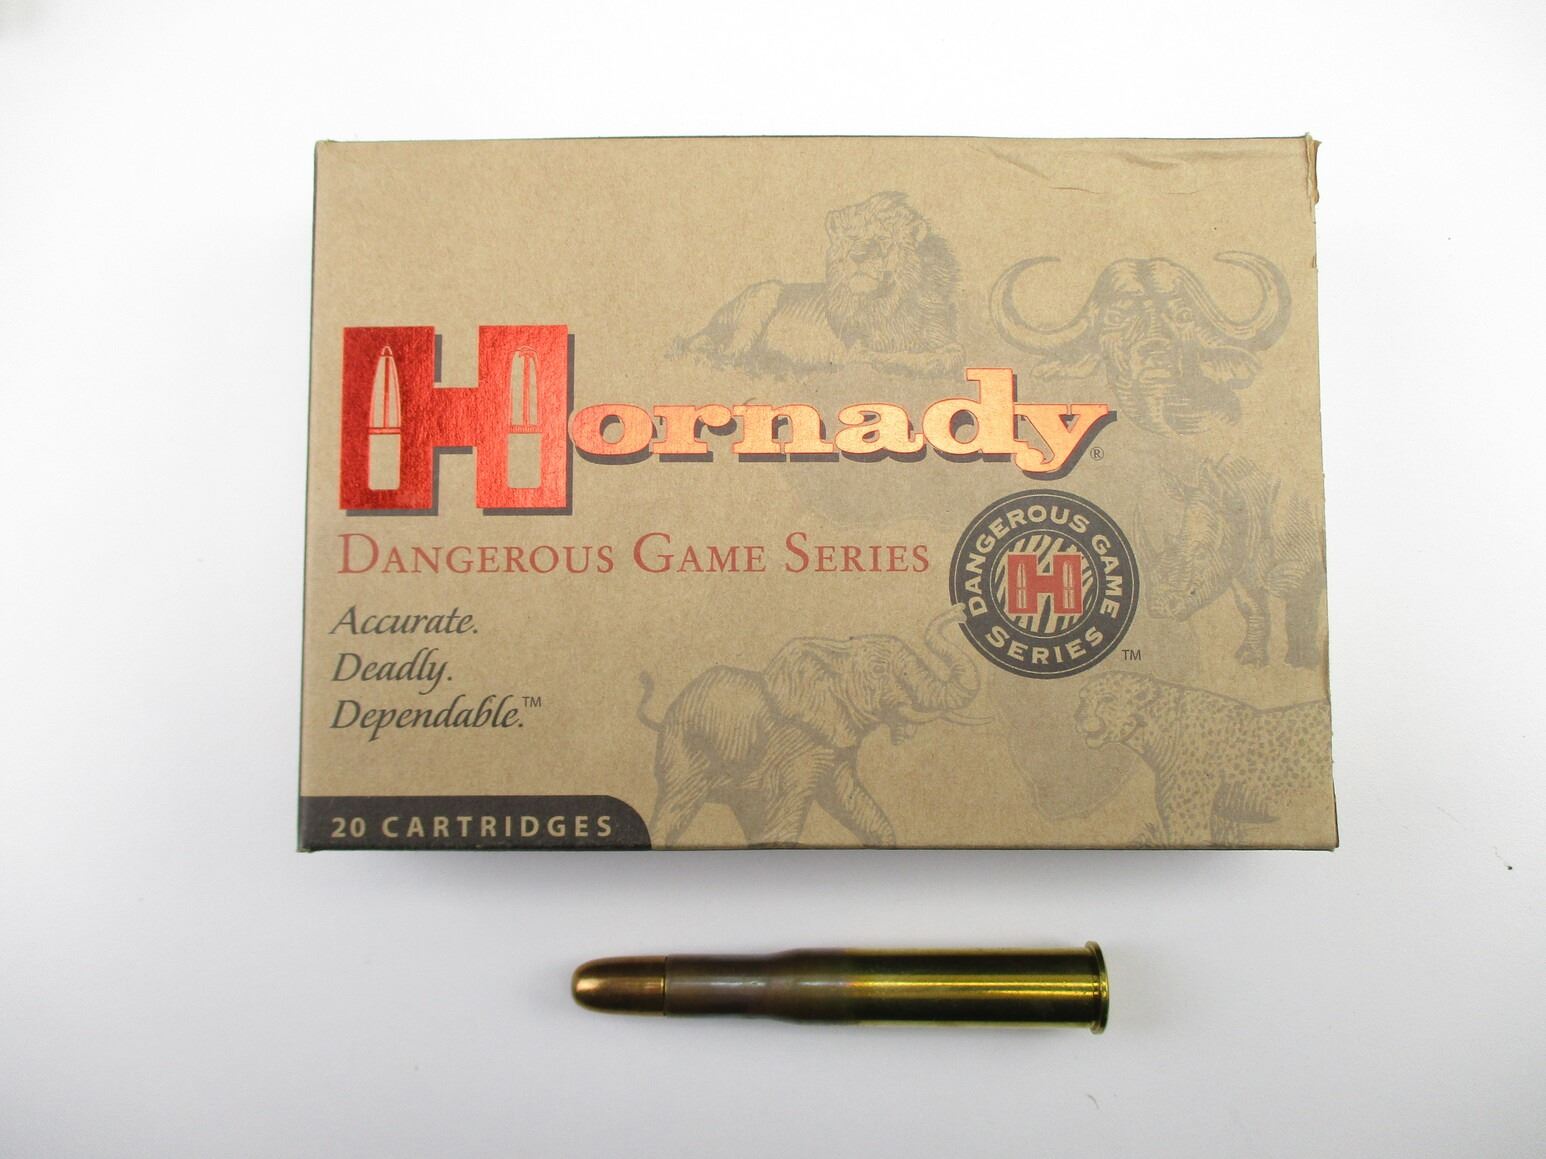 Hornady®
DANGEROUS GAME SERIES
Accurate.
Deadly.
Dependable.™
20 CARTRIDGES
DANGEROUS GAME
H
SERIES
™